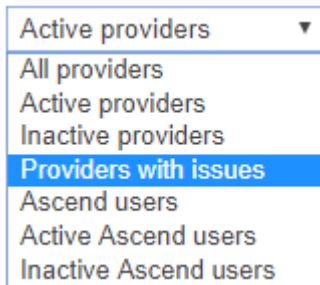 Active providers
All providers
Active providers
Inactive providers
Providers with issues
Ascend users
Active Ascend users
Inactive Ascend users